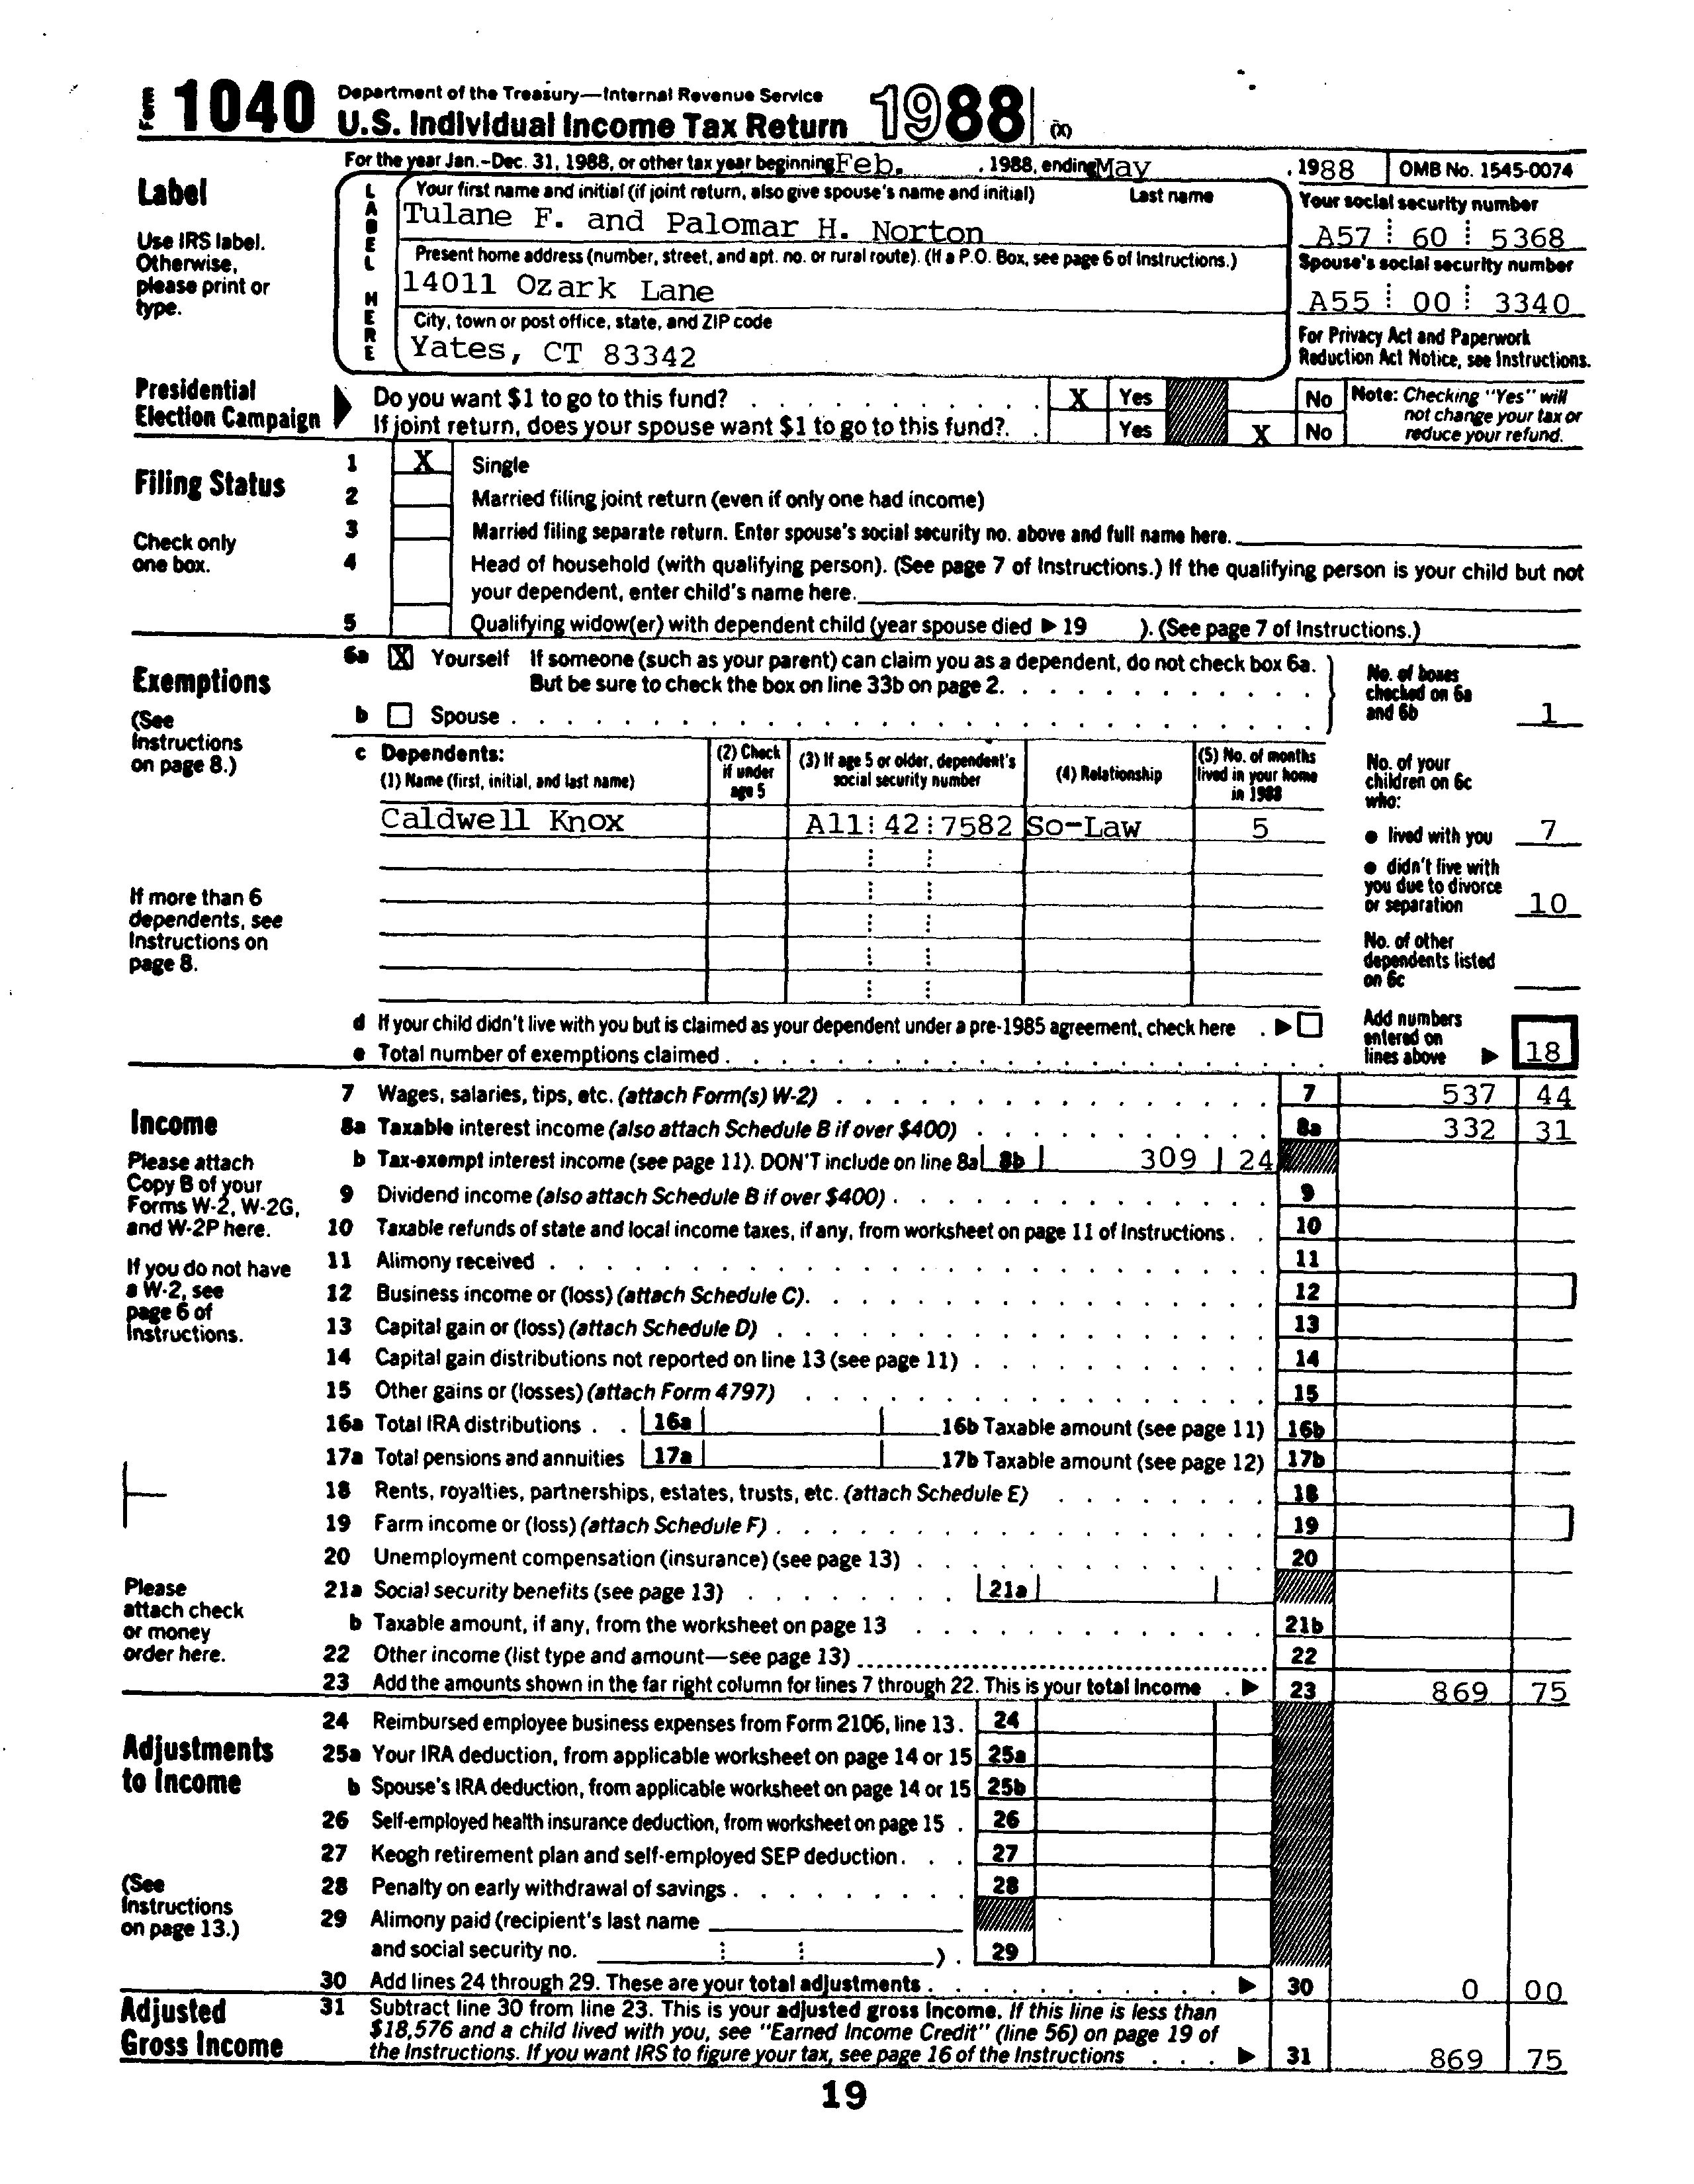 Form 1040 Department of the Treasury—Internal Revenue Service
U.S. Individual Income Tax Return 1988 (X)
For the year Jan.-Dec. 31, 1988, or other tax year beginning Feb. , 1988, ending May , 1988 OMB No. 1545-0074
Label
Use IRS label.
Otherwise,
please print or
type.
LABEL HERE
Your first name and initial (if joint return, also give spouse's name and initial) Last name
Tulane F. and Palomar H. Norton
Present home address (number, street, and apt. no. or rural route). (If a P.O. Box, see page 6 of Instructions.)
14011 Ozark Lane
City, town or post office, state, and ZIP code
Yates, CT 83342
Your social security number
A57 60 5368
Spouse's social security number
A55 00 3340
For Privacy Act and Paperwork
Reduction Act Notice, see Instructions.
Presidential
Election Campaign
Do you want $1 to go to this fund? X Yes No
If joint return, does your spouse want $1 to go to this fund? Yes X No
Note: Checking "Yes" will
not change your tax or
reduce your refund.
Filing Status
Check only
one box.
1 X Single
2 Married filing joint return (even if only one had income)
3 Married filing separate return. Enter spouse's social security no. above and full name here.
4 Head of household (with qualifying person). (See page 7 of Instructions.) If the qualifying person is your child but not
your dependent, enter child's name here.
5 Qualifying widow(er) with dependent child (year spouse died ▶ 19 ). (See page 7 of Instructions.)
Exemptions
(See
Instructions
on page 8.)
If more than 6
dependents, see
Instructions on
page 8.
6a X Yourself If someone (such as your parent) can claim you as a dependent, do not check box 6a.
But be sure to check the box on line 33b on page 2.
b Spouse
No. of boxes
checked on 6a
and 6b 1
c Dependents:
(1) Name (first, initial, and last name)
(2) Check
if under
age 5
(3) If age 5 or older, dependent's
social security number
(4) Relationship
(5) No. of months
lived in your home
in 1988
Caldwell Knox A11 42 7582 So-Law 5
No. of your
children on 6c
who:
● lived with you 7
● didn't live with
you due to divorce
or separation 10
No. of other
dependents listed
on 6c
d If your child didn't live with you but is claimed as your dependent under a pre-1985 agreement, check here ▶
e Total number of exemptions claimed
Add numbers
entered on
lines above ▶ 18
Income
Please attach
Copy B of your
Forms W-2, W-2G,
and W-2P here.
If you do not have
a W-2, see
page 6 of
Instructions.
Please
attach check
or money
order here.
7 Wages, salaries, tips, etc. (attach Form(s) W-2) 7 537 44
8a Taxable interest income (also attach Schedule B if over $400) 8a 332 31
b Tax-exempt interest income (see page 11). DON'T include on line 8a 8b 309 24
9 Dividend income (also attach Schedule B if over $400) 9
10 Taxable refunds of state and local income taxes, if any, from worksheet on page 11 of Instructions 10
11 Alimony received 11
12 Business income or (loss) (attach Schedule C) 12
13 Capital gain or (loss) (attach Schedule D) 13
14 Capital gain distributions not reported on line 13 (see page 11) 14
15 Other gains or (losses) (attach Form 4797) 15
16a Total IRA distributions 16a 16b Taxable amount (see page 11) 16b
17a Total pensions and annuities 17a 17b Taxable amount (see page 12) 17b
18 Rents, royalties, partnerships, estates, trusts, etc. (attach Schedule E) 18
19 Farm income or (loss) (attach Schedule F) 19
20 Unemployment compensation (insurance) (see page 13) 20
21a Social security benefits (see page 13) 21a
b Taxable amount, if any, from the worksheet on page 13 21b
22 Other income (list type and amount—see page 13) 22
23 Add the amounts shown in the far right column for lines 7 through 22. This is your total income ▶ 23 869 75
Adjustments
to Income
(See
Instructions
on page 13.)
24 Reimbursed employee business expenses from Form 2106, line 13. 24
25a Your IRA deduction, from applicable worksheet on page 14 or 15 25a
b Spouse's IRA deduction, from applicable worksheet on page 14 or 15 25b
26 Self-employed health insurance deduction, from worksheet on page 15 26
27 Keogh retirement plan and self-employed SEP deduction 27
28 Penalty on early withdrawal of savings 28
29 Alimony paid (recipient's last name
and social security no. ) 29
30 Add lines 24 through 29. These are your total adjustments ▶ 30 0 00
Adjusted
Gross Income
31 Subtract line 30 from line 23. This is your adjusted gross income. If this line is less than
$18,576 and a child lived with you, see "Earned Income Credit" (line 56) on page 19 of
the Instructions. If you want IRS to figure your tax, see page 16 of the Instructions ▶ 31 869 75
19